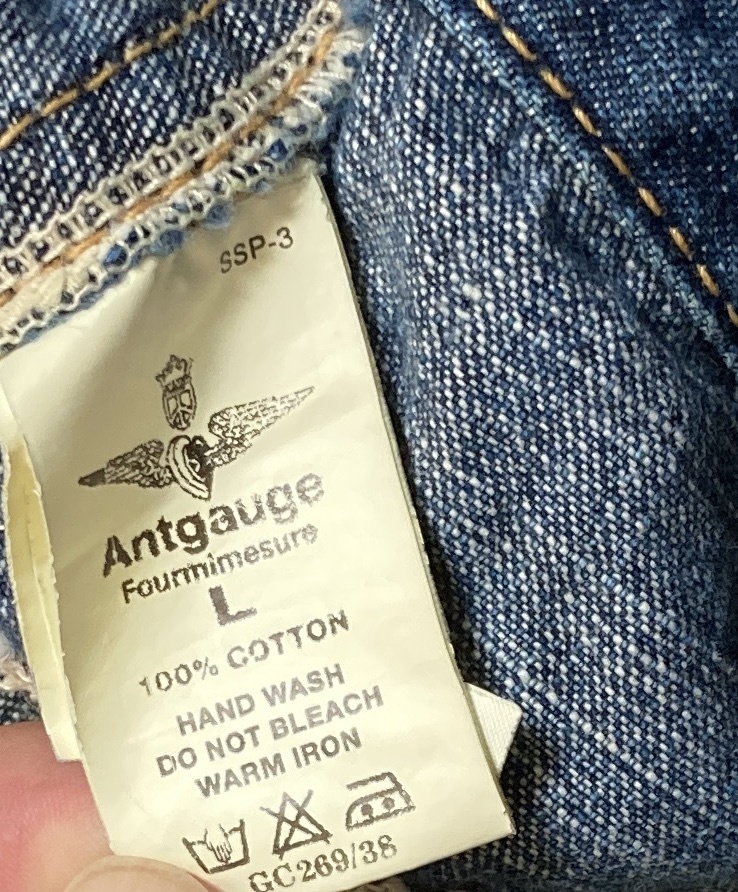 SSP-3
Antgauge
Fourmimesure
L
100% COTTON
HAND WASH
DO NOT BLEACH
WARM IRON
GC269/38